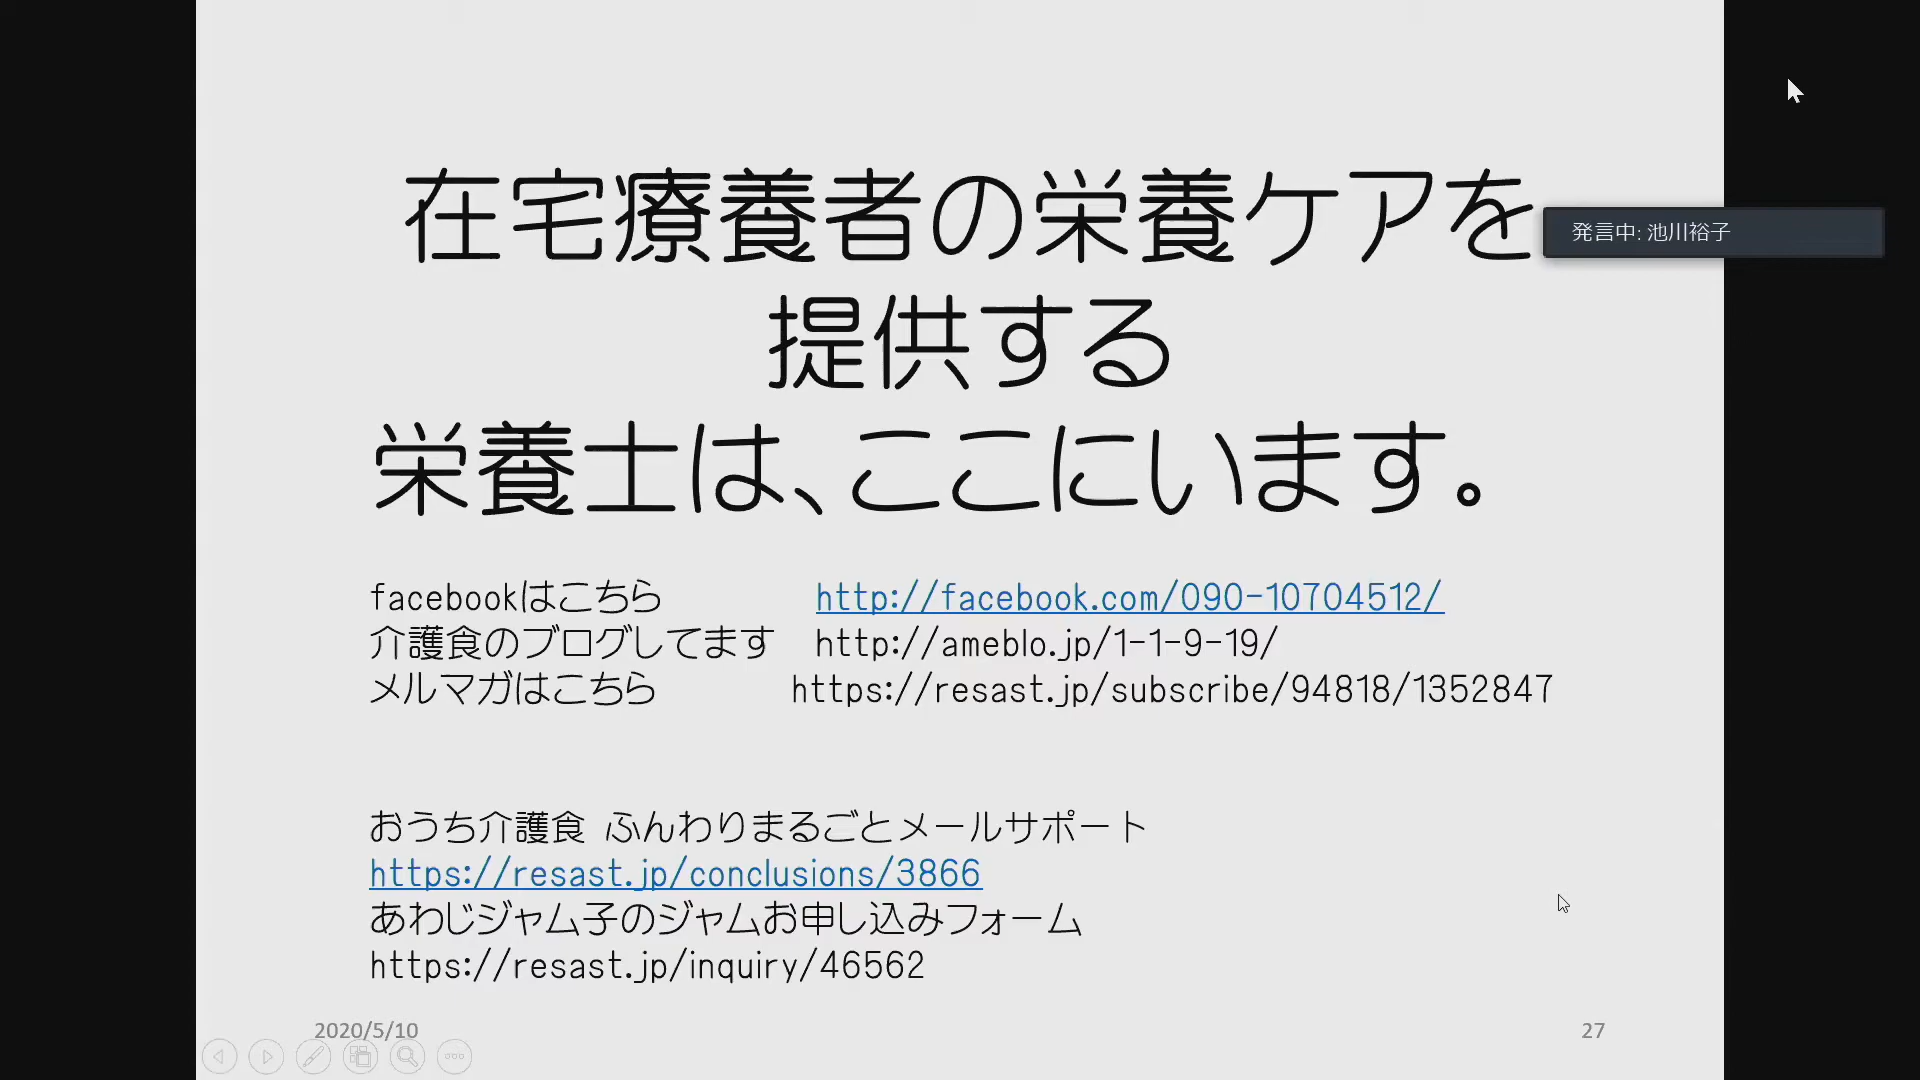 在宅療養者の栄養ケアを
発言中: 池川裕子
提供する
栄養士は、ここにいます。
facebookはこちら http://facebook.com/090-10704512/
介護食のブログしてます http://ameblo.jp/1-1-9-19/
メルマガはこちら https://resast.jp/subscribe/94818/1352847
おうち介護食 ふんわりまるごとメールサポート
https://resast.jp/conclusions/3866
あわじジャム子のジャムお申し込みフォーム
https://resast.jp/inquiry/46562
2020/5/10
27